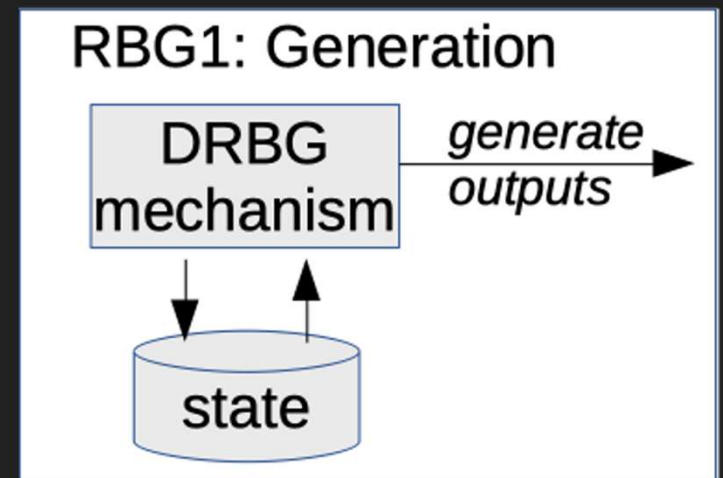 RBG1: Generation
DRBG
mechanism
generate
outputs
state